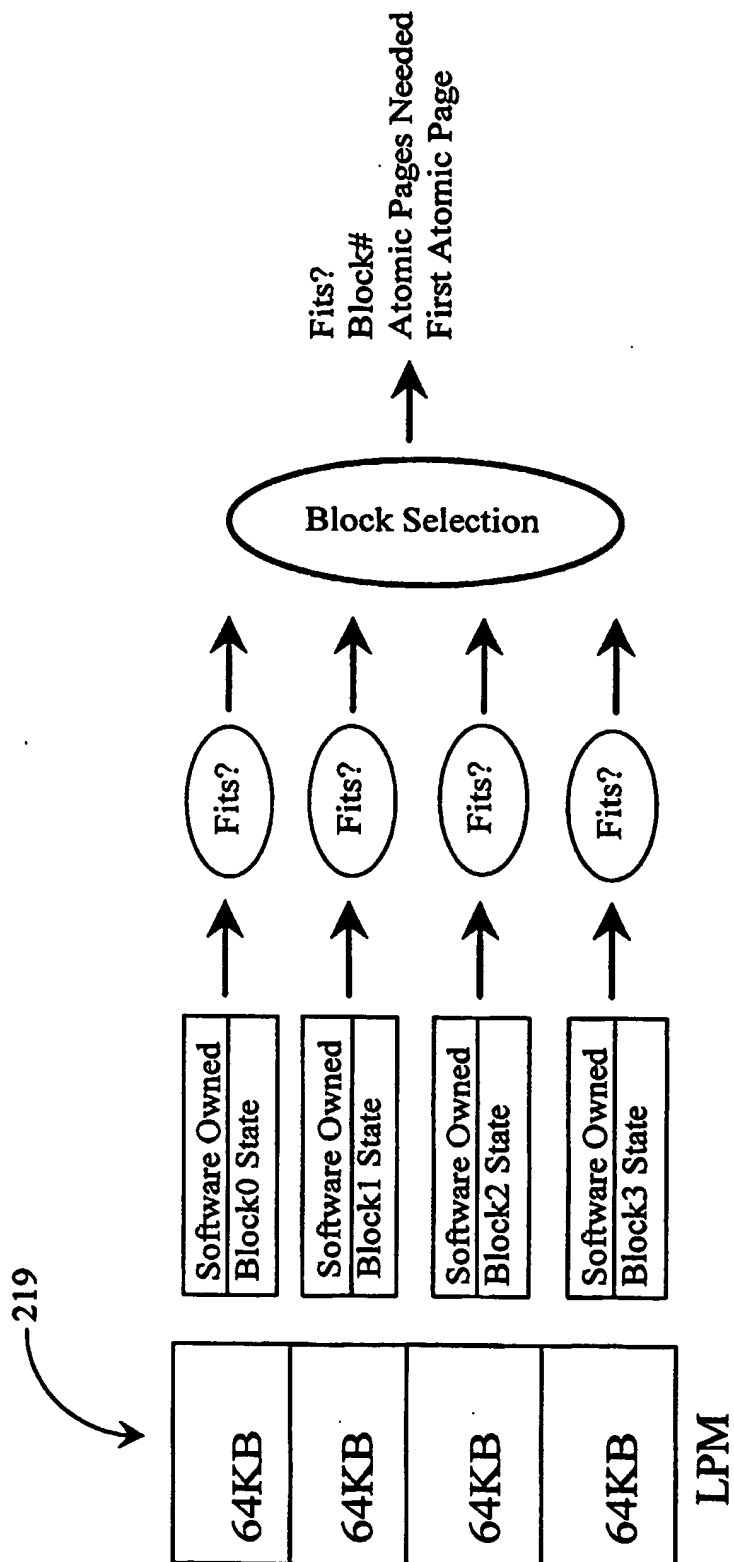 219
64KB
64KB
64KB
64KB
LPM
Software Owned
Block0 State
Software Owned
Block1 State
Software Owned
Block2 State
Software Owned
Block3 State
Fits?
Fits?
Fits?
Fits?
Block Selection
Fits?
Block#
Atomic Pages Needed
First Atomic Page